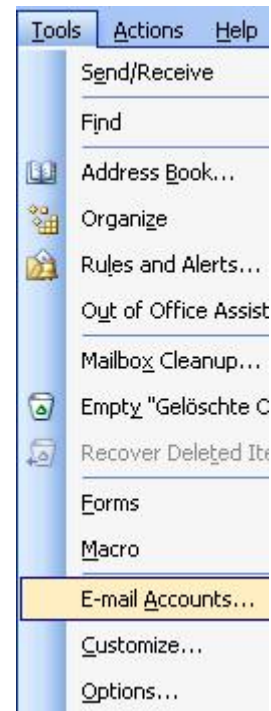 Tools Actions Help
Send/Receive
Find
Address Book...
Organize
Rules and Alerts...
Out of Office Assist
Mailbox Cleanup...
Empty "Gelöschte O
Recover Deleted Ite
Forms
Macro
E-mail Accounts...
Customize...
Options...